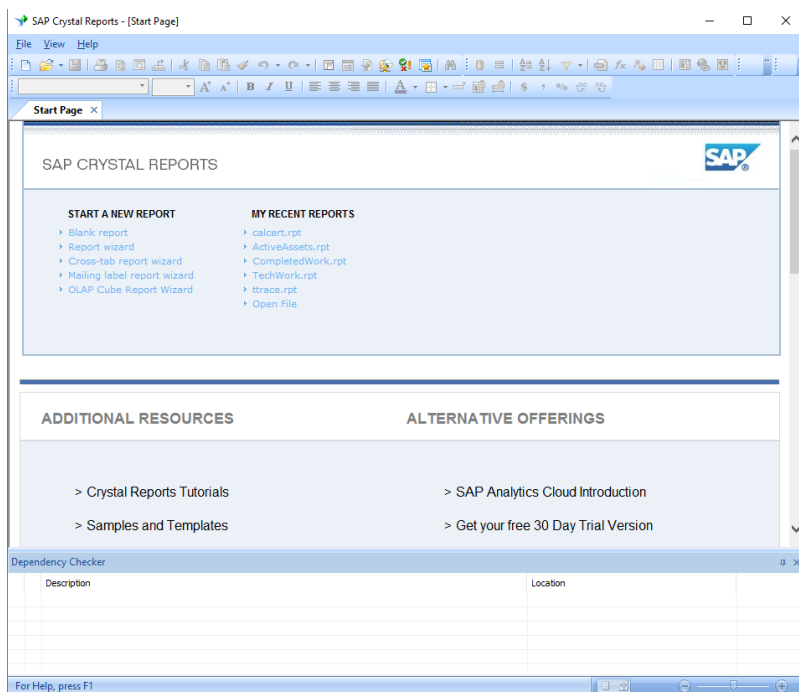 SAP Crystal Reports - [Start Page]
File View Help
A A B I U A $ , %
Start Page ×
SAP CRYSTAL REPORTS
SAP®
START A NEW REPORT
Blank report
Report wizard
Cross-tab report wizard
Mailing label report wizard
OLAP Cube Report Wizard
MY RECENT REPORTS
calcert.rpt
ActiveAssets.rpt
CompletedWork.rpt
TechWork.rpt
ttrace.rpt
Open File
ADDITIONAL RESOURCES
> Crystal Reports Tutorials
> Samples and Templates
ALTERNATIVE OFFERINGS
> SAP Analytics Cloud Introduction
> Get your free 30 Day Trial Version
Dependency Checker
Description Location
For Help, press F1